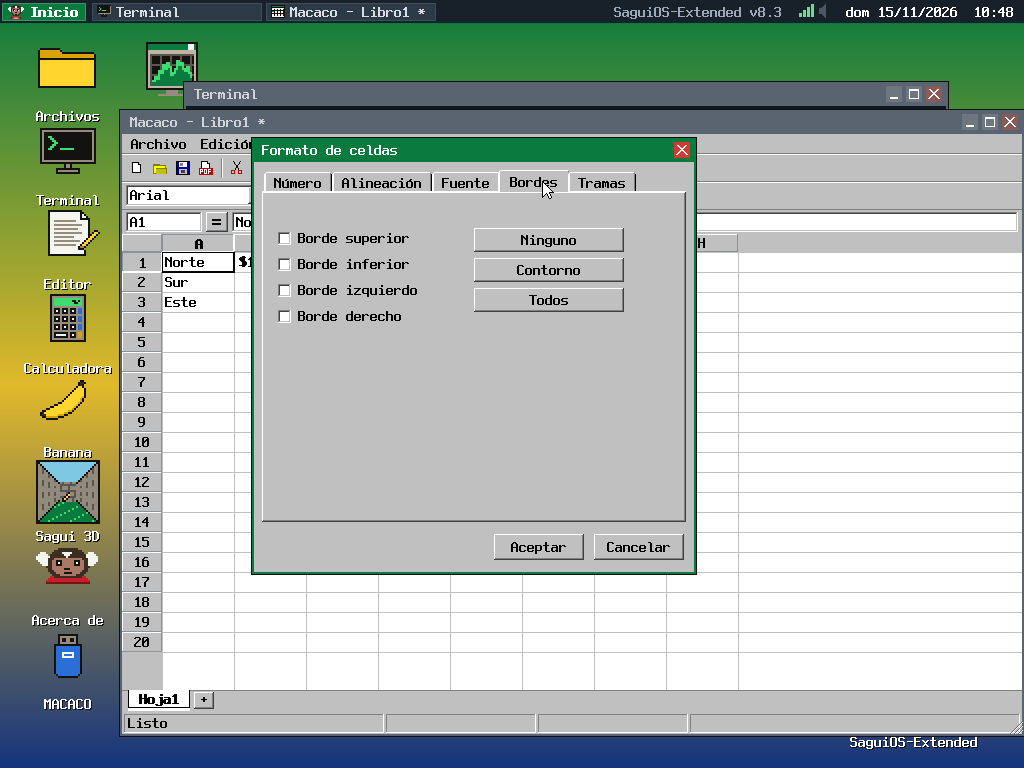 Inicio
Terminal
Macaco - Libro1 *
SaguiOS-Extended v8.3
dom 15/11/2026
10:48
Archivos
Terminal
Editor
Calculadora
Banana
Sagui 3D
Acerca de
MACACO
Terminal
Macaco - Libro1 *
Archivo
Formato de celdas
Número
Alineación
Fuente
Bordes
Tramas
PDF
Arial
A1
=
A
H
1
Norte
2
Sur
3
Este
4
5
6
7
8
9
10
11
12
13
14
15
16
17
18
19
20
Borde superior
Borde inferior
Borde izquierdo
Borde derecho
Ninguno
Contorno
Todos
Aceptar
Cancelar
Hoja1
+
Listo
SaguiOS-Extended